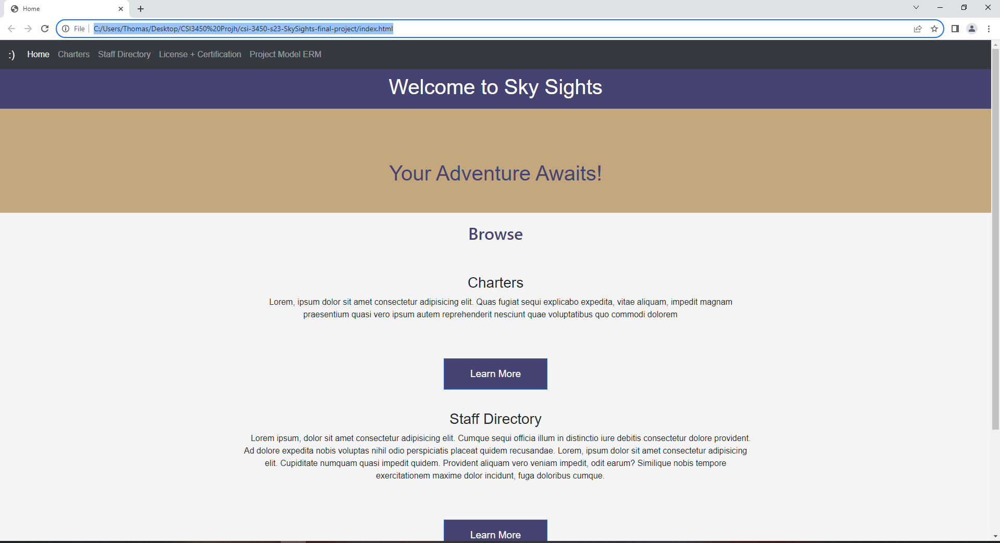 Home
File
C:/Users/Thomas/Desktop/CSI3450%20Projh/csi-3450-s23-SkySights-final-project/index.html
:) Home Charters Staff Directory License + Certification Project Model ERM
Welcome to Sky Sights
Your Adventure Awaits!
Browse
Charters
Lorem, ipsum dolor sit amet consectetur adipisicing elit. Quas fugiat sequi explicabo expedita, vitae aliquam, impedit magnam
praesentium quasi vero ipsum autem reprehenderit nesciunt quae voluptatibus quo commodi dolorem
Learn More
Staff Directory
Lorem ipsum, dolor sit amet consectetur adipisicing elit. Cumque sequi officia illum in distinctio iure debitis consectetur dolore provident.
Ad dolore expedita nobis voluptas nihil odio perspiciatis placeat quidem recusandae. Lorem, ipsum dolor sit amet consectetur adipisicing
elit. Cupiditate numquam quasi impedit quidem. Provident aliquam vero veniam impedit, odit earum? Similique nobis tempore
exercitationem maxime dolor incidunt, fuga doloribus cumque.
Learn More